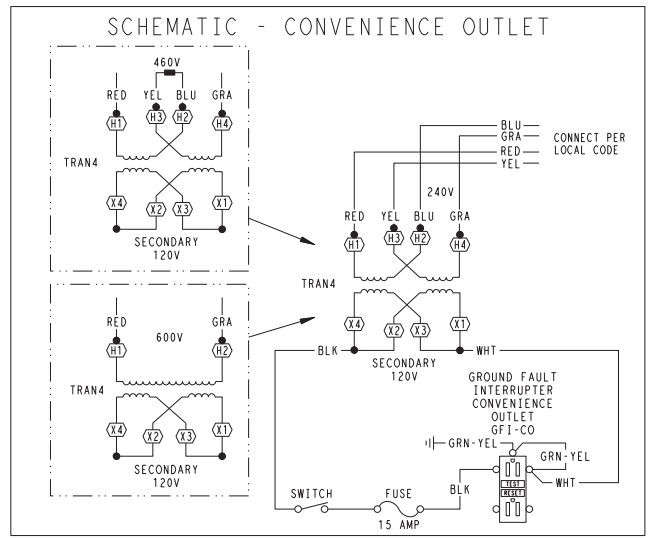 SCHEMATIC - CONVENIENCE OUTLET
460V
RED YEL BLU GRA
H1 H3 H2 H4
TRAN4
X4 X2 X3 X1
SECONDARY
120V
RED GRA
600V
H1 H2
TRAN4
X4 X2 X3 X1
SECONDARY
120V
BLU
GRA
RED
YEL
CONNECT PER
LOCAL CODE
240V
RED YEL BLU GRA
H1 H3 H2 H4
TRAN4
X4 X2 X3 X1
BLK WHT
SECONDARY
120V
GROUND FAULT
INTERRUPTER
CONVENIENCE
OUTLET
GFI-CO
GRN-YEL
GRN-YEL
WHT
BLK
TEST
RESET
SWITCH
FUSE
15 AMP